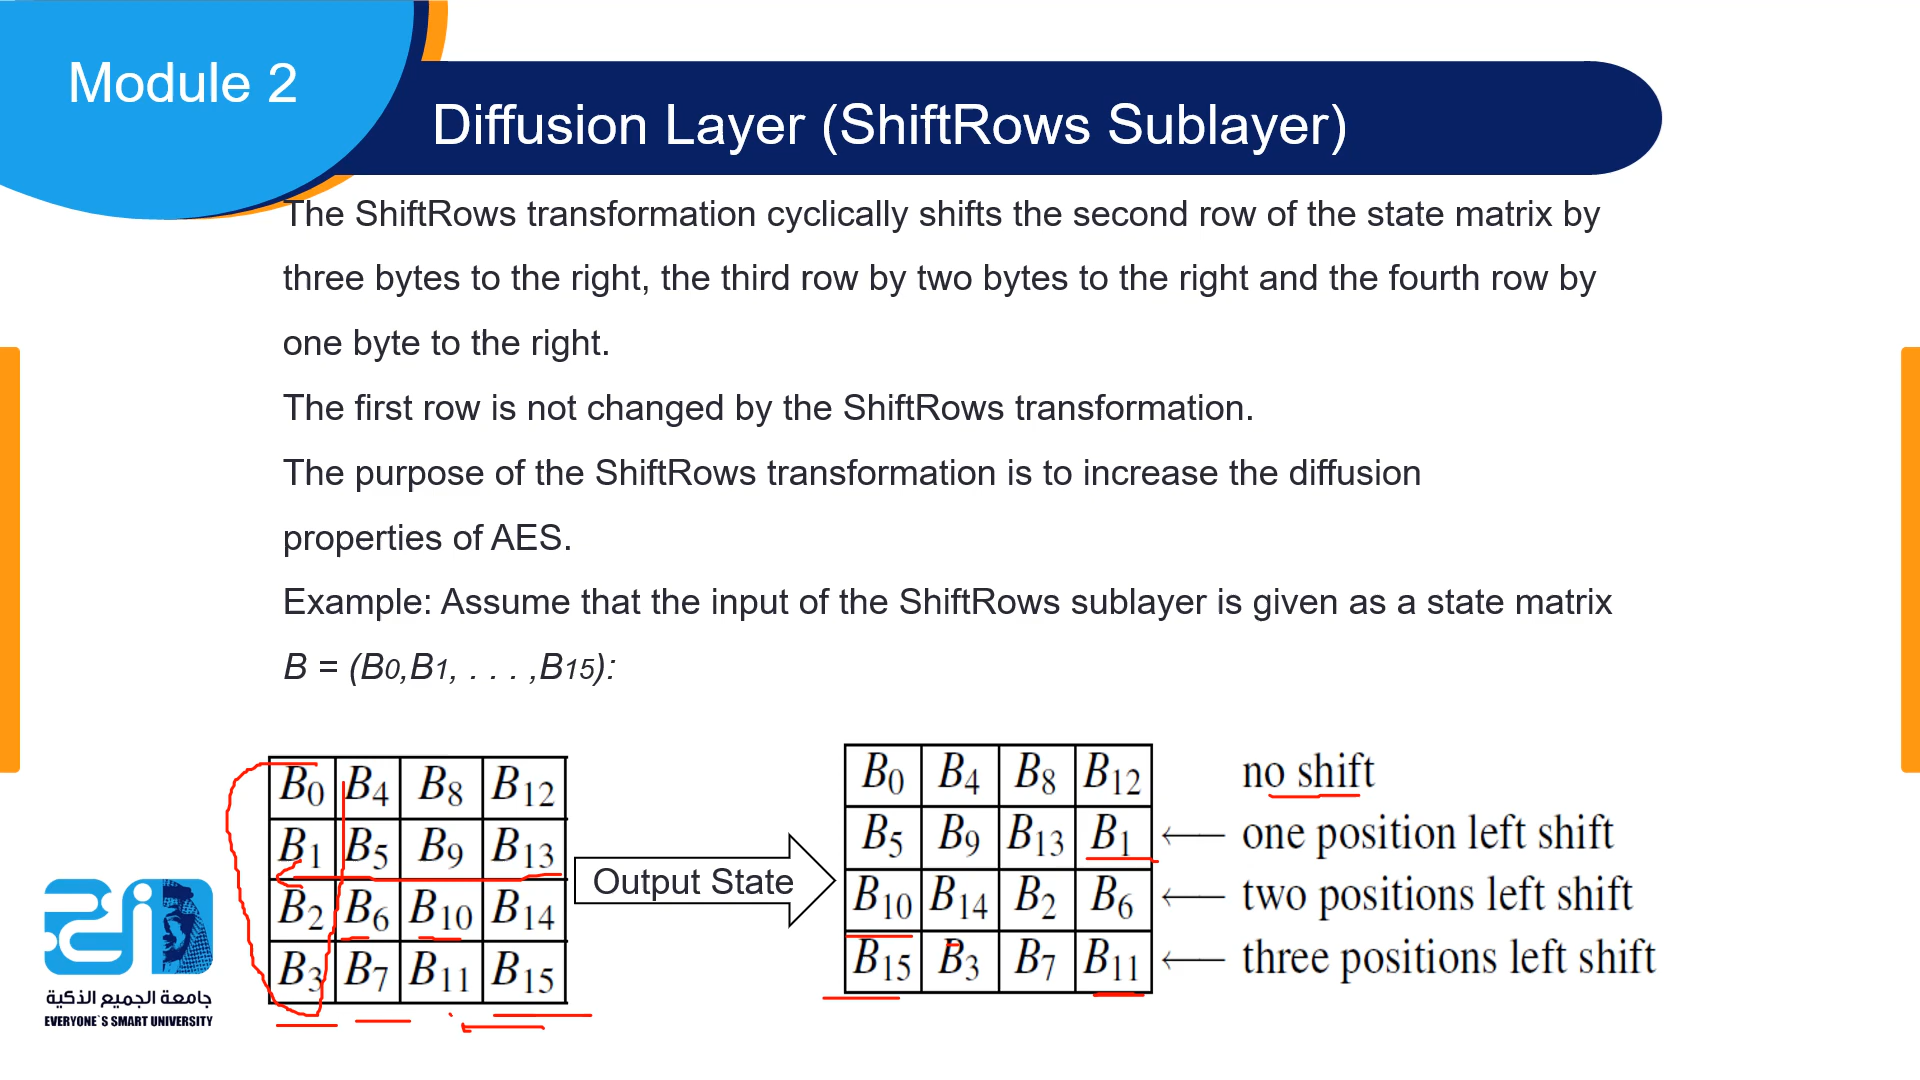 Module 2
Diffusion Layer (ShiftRows Sublayer)
The ShiftRows transformation cyclically shifts the second row of the state matrix by
three bytes to the right, the third row by two bytes to the right and the fourth row by
one byte to the right.
The first row is not changed by the ShiftRows transformation.
The purpose of the ShiftRows transformation is to increase the diffusion
properties of AES.
Example: Assume that the input of the ShiftRows sublayer is given as a state matrix
B = (B0,B1, . . . ,B15):
B0 B4 B8 B12
B1 B5 B9 B13
B2 B6 B10 B14
B3 B7 B11 B15
Output State
B0 B4 B8 B12 no shift
B5 B9 B13 B1 ← one position left shift
B10 B14 B2 B6 ← two positions left shift
B15 B3 B7 B11 ← three positions left shift
جامعة الجميع الذكية
EVERYONE`S SMART UNIVERSITY